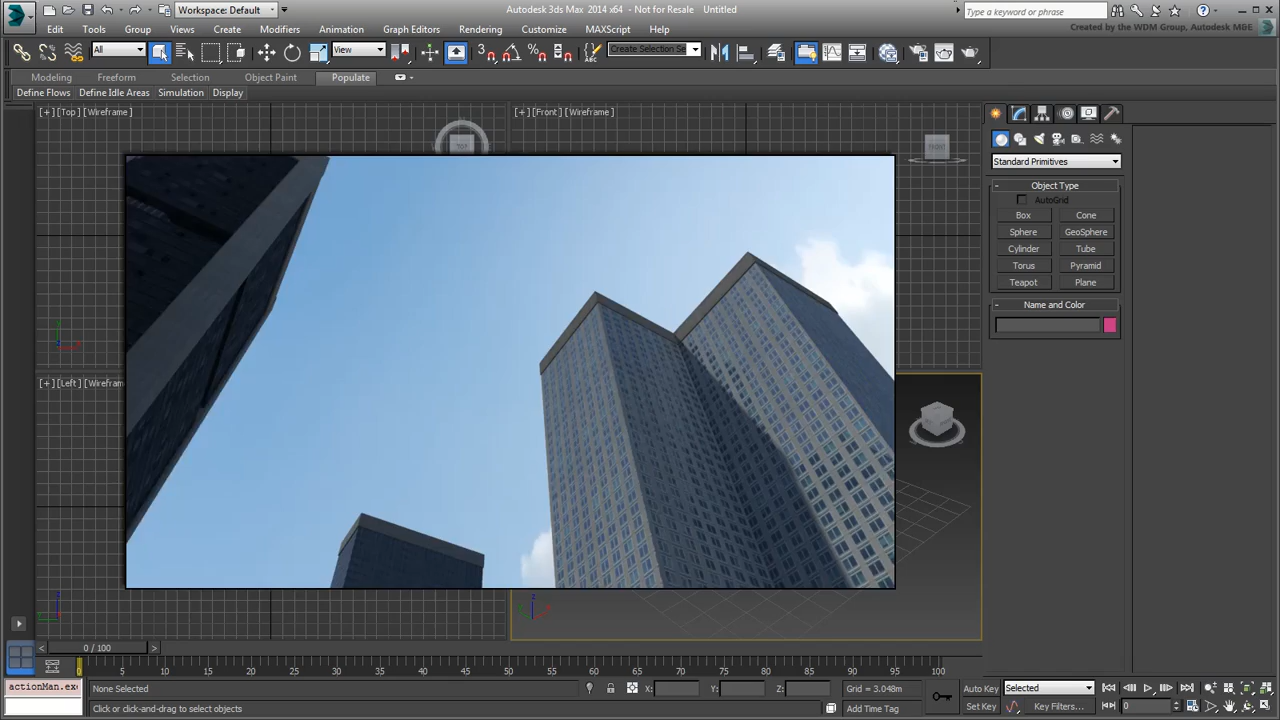 Workspace: Default
Autodesk 3ds Max 2014 x64 - Not for Resale Untitled
Type a keyword or phrase
Edit Tools Group Views Create Modifiers Animation Graph Editors Rendering Customize MAXScript Help
Created by the WDM Group, Autodesk M&E
All
View
3
Create Selection Se
Modeling Freeform Selection Object Paint Populate
Define Flows Define Idle Areas Simulation Display
[+] [Top] [Wireframe]
[+] [Front] [Wireframe]
TOP
FRONT
Standard Primitives
- Object Type
AutoGrid
Box Cone
Sphere GeoSphere
Cylinder Tube
Torus Pyramid
Teapot Plane
- Name and Color
[+] [Left] [Wirefram
z
z
< 0 / 100 >
0 5 10 15 20 25 30 35 40 45 50 55 60 65 70 75 80 85 90 95 100
actionMan.exe
None Selected
X: Y: Z:
Grid = 3.048m
Auto Key
Selected
Click or click-and-drag to select objects
Add Time Tag
Set Key
Key Filters...
0